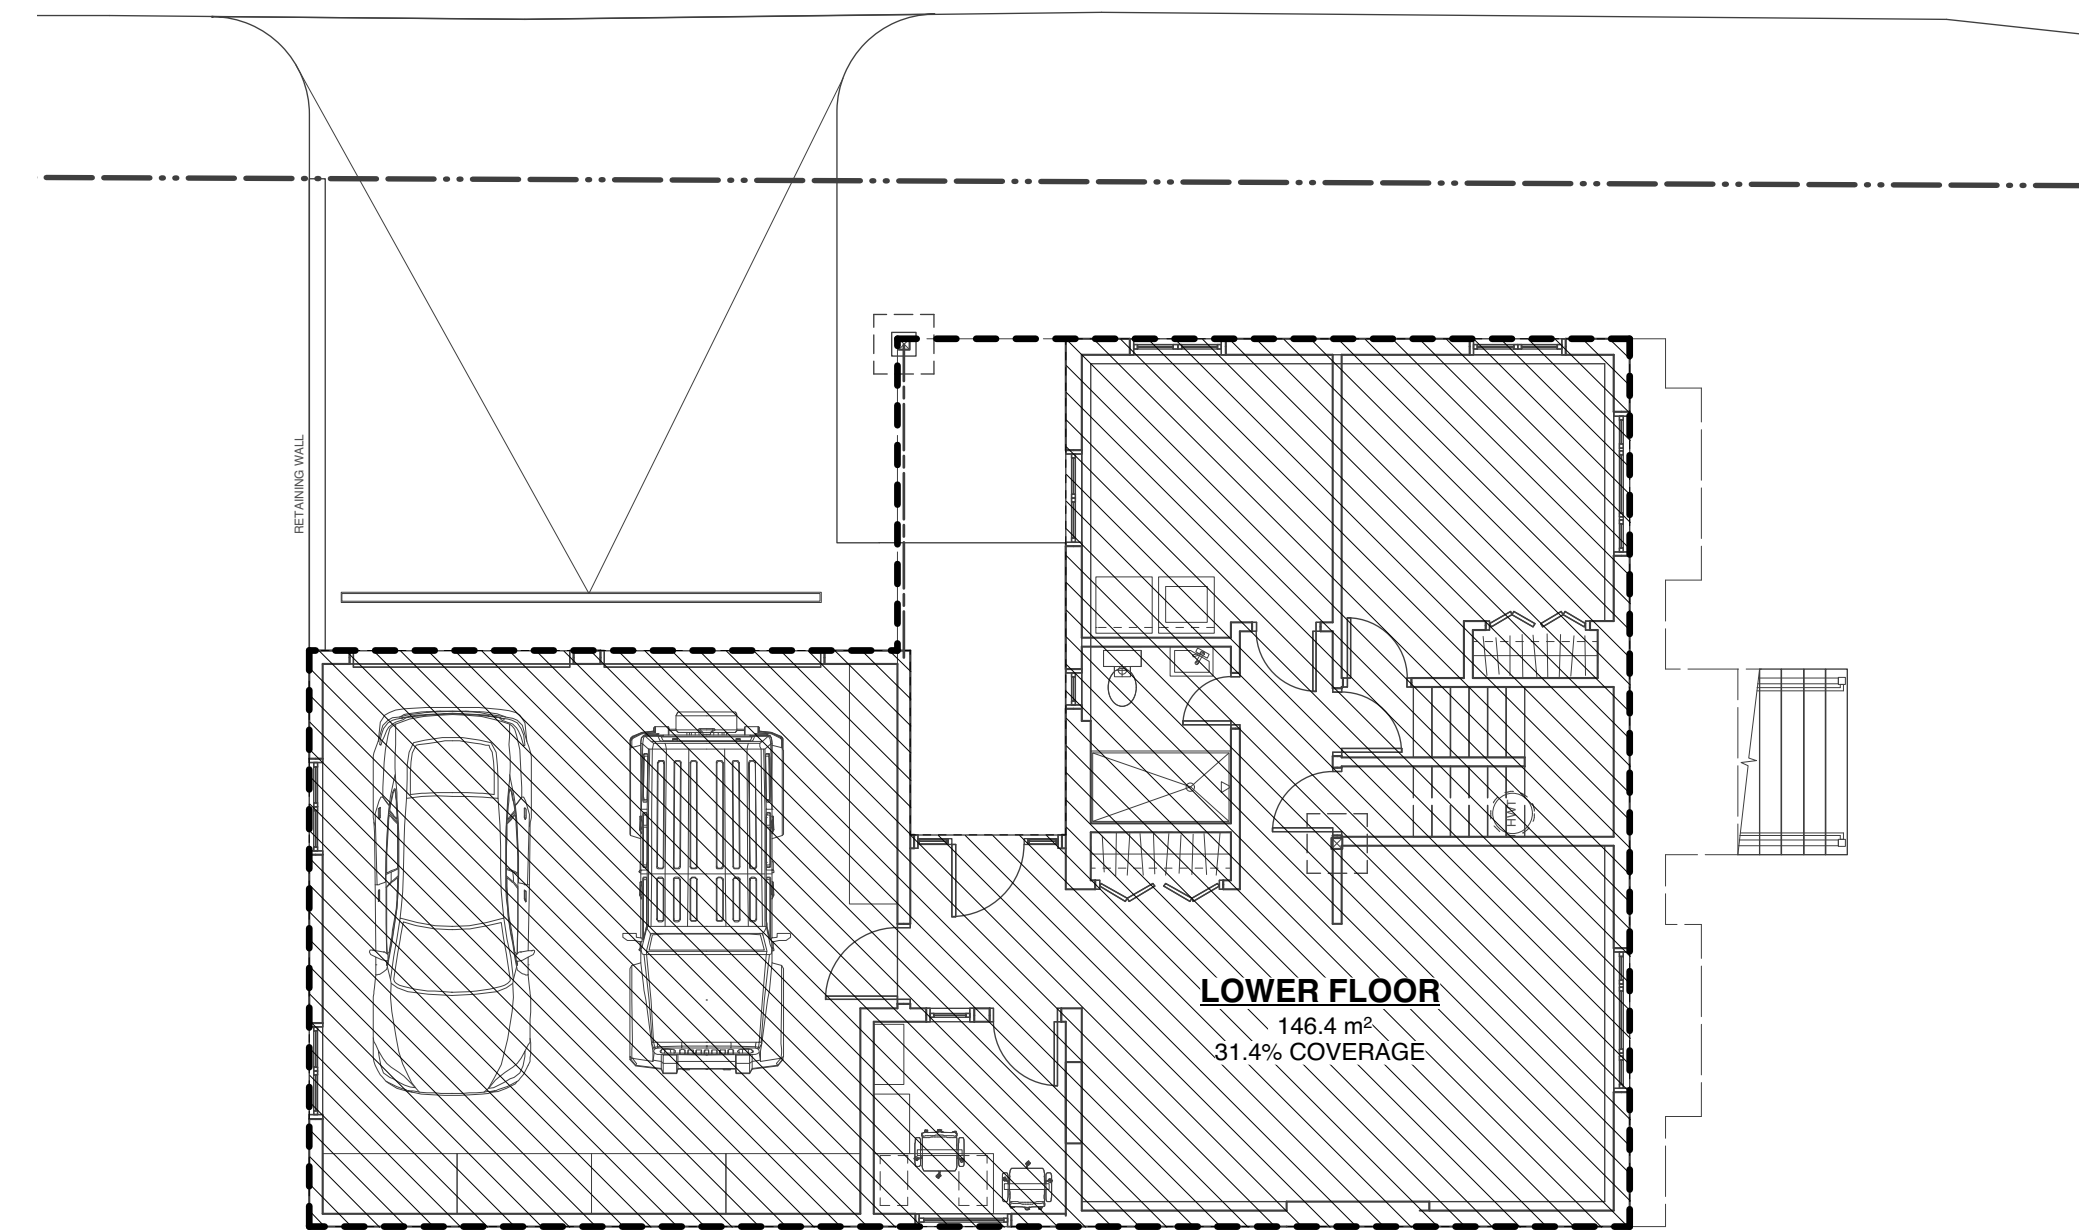 RETAINING WALL
HWT
LOWER FLOOR
146.4 m²
31.4% COVERAGE